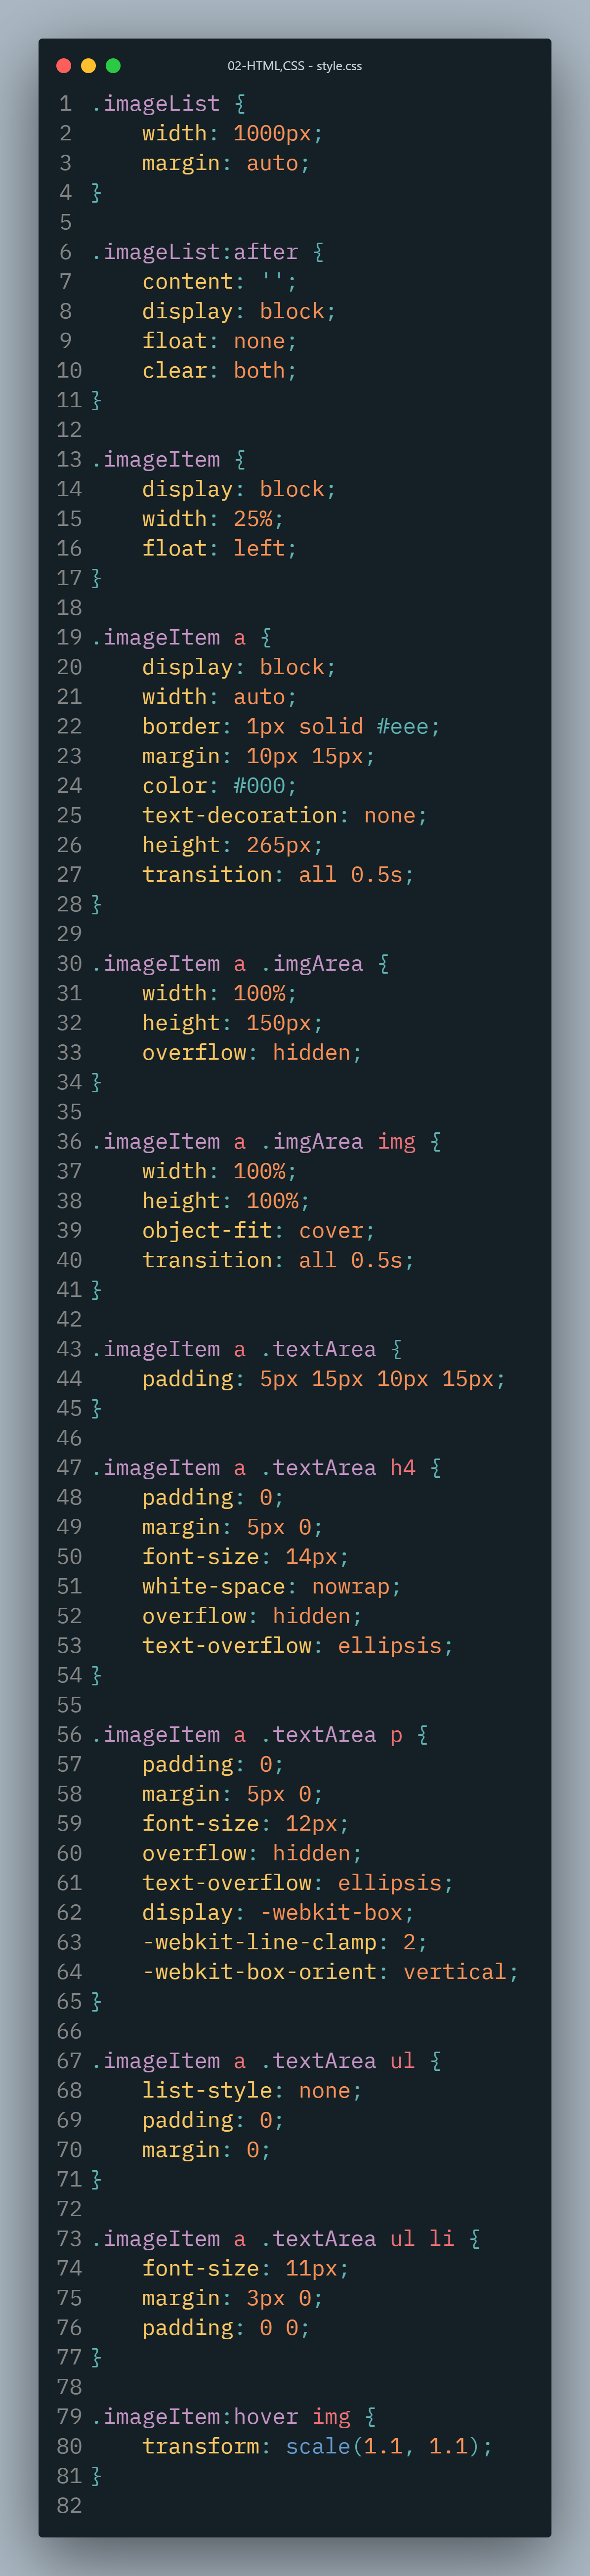 02-HTML,CSS - style.css
1 .imageList {
2     width: 1000px;
3     margin: auto;
4 }
5
6 .imageList:after {
7     content: '';
8     display: block;
9     float: none;
10     clear: both;
11 }
12
13 .imageItem {
14     display: block;
15     width: 25%;
16     float: left;
17 }
18
19 .imageItem a {
20     display: block;
21     width: auto;
22     border: 1px solid #eee;
23     margin: 10px 15px;
24     color: #000;
25     text-decoration: none;
26     height: 265px;
27     transition: all 0.5s;
28 }
29
30 .imageItem a .imgArea {
31     width: 100%;
32     height: 150px;
33     overflow: hidden;
34 }
35
36 .imageItem a .imgArea img {
37     width: 100%;
38     height: 100%;
39     object-fit: cover;
40     transition: all 0.5s;
41 }
42
43 .imageItem a .textArea {
44     padding: 5px 15px 10px 15px;
45 }
46
47 .imageItem a .textArea h4 {
48     padding: 0;
49     margin: 5px 0;
50     font-size: 14px;
51     white-space: nowrap;
52     overflow: hidden;
53     text-overflow: ellipsis;
54 }
55
56 .imageItem a .textArea p {
57     padding: 0;
58     margin: 5px 0;
59     font-size: 12px;
60     overflow: hidden;
61     text-overflow: ellipsis;
62     display: -webkit-box;
63     -webkit-line-clamp: 2;
64     -webkit-box-orient: vertical;
65 }
66
67 .imageItem a .textArea ul {
68     list-style: none;
69     padding: 0;
70     margin: 0;
71 }
72
73 .imageItem a .textArea ul li {
74     font-size: 11px;
75     margin: 3px 0;
76     padding: 0 0;
77 }
78
79 .imageItem:hover img {
80     transform: scale(1.1, 1.1);
81 }
82